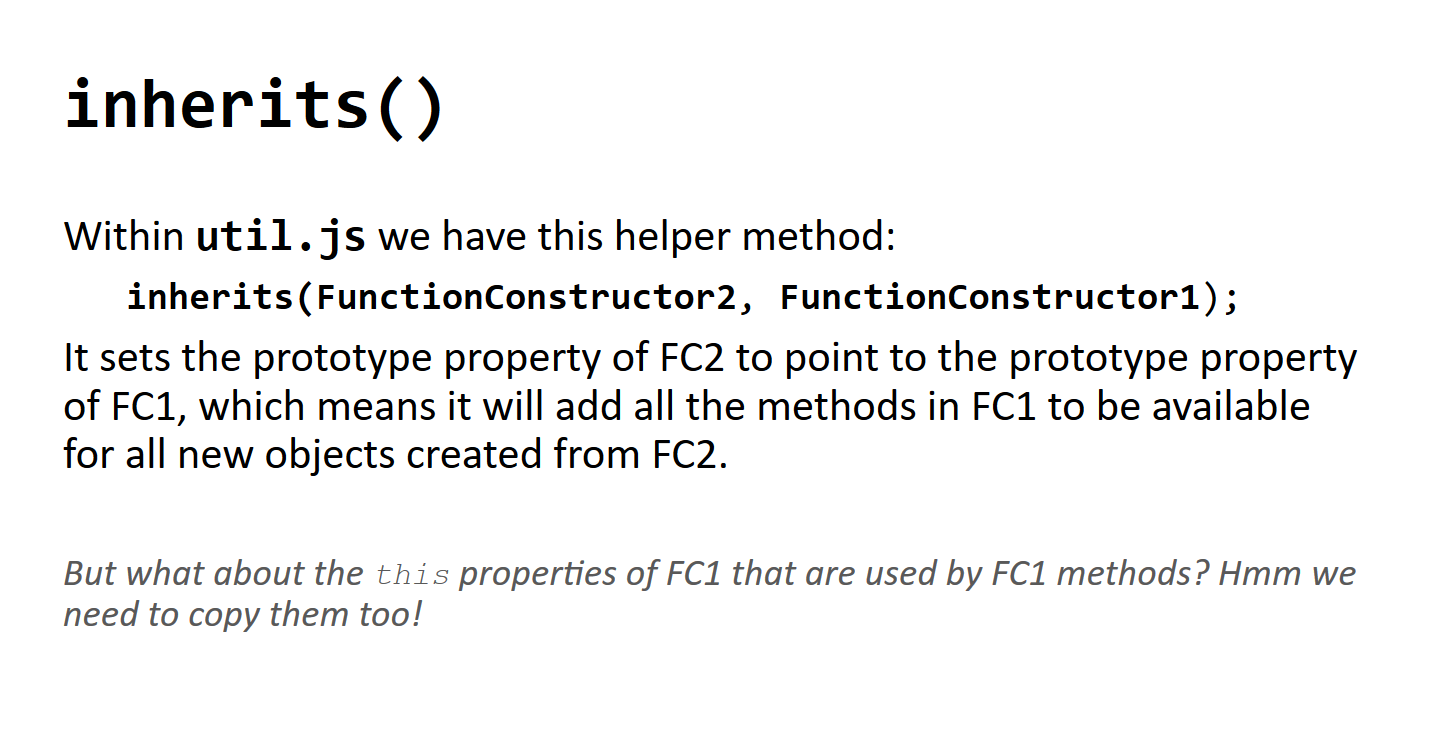 inherits()
Within util.js we have this helper method:
inherits(FunctionConstructor2, FunctionConstructor1);
It sets the prototype property of FC2 to point to the prototype property
of FC1, which means it will add all the methods in FC1 to be available
for all new objects created from FC2.
But what about the this properties of FC1 that are used by FC1 methods? Hmm we
need to copy them too!